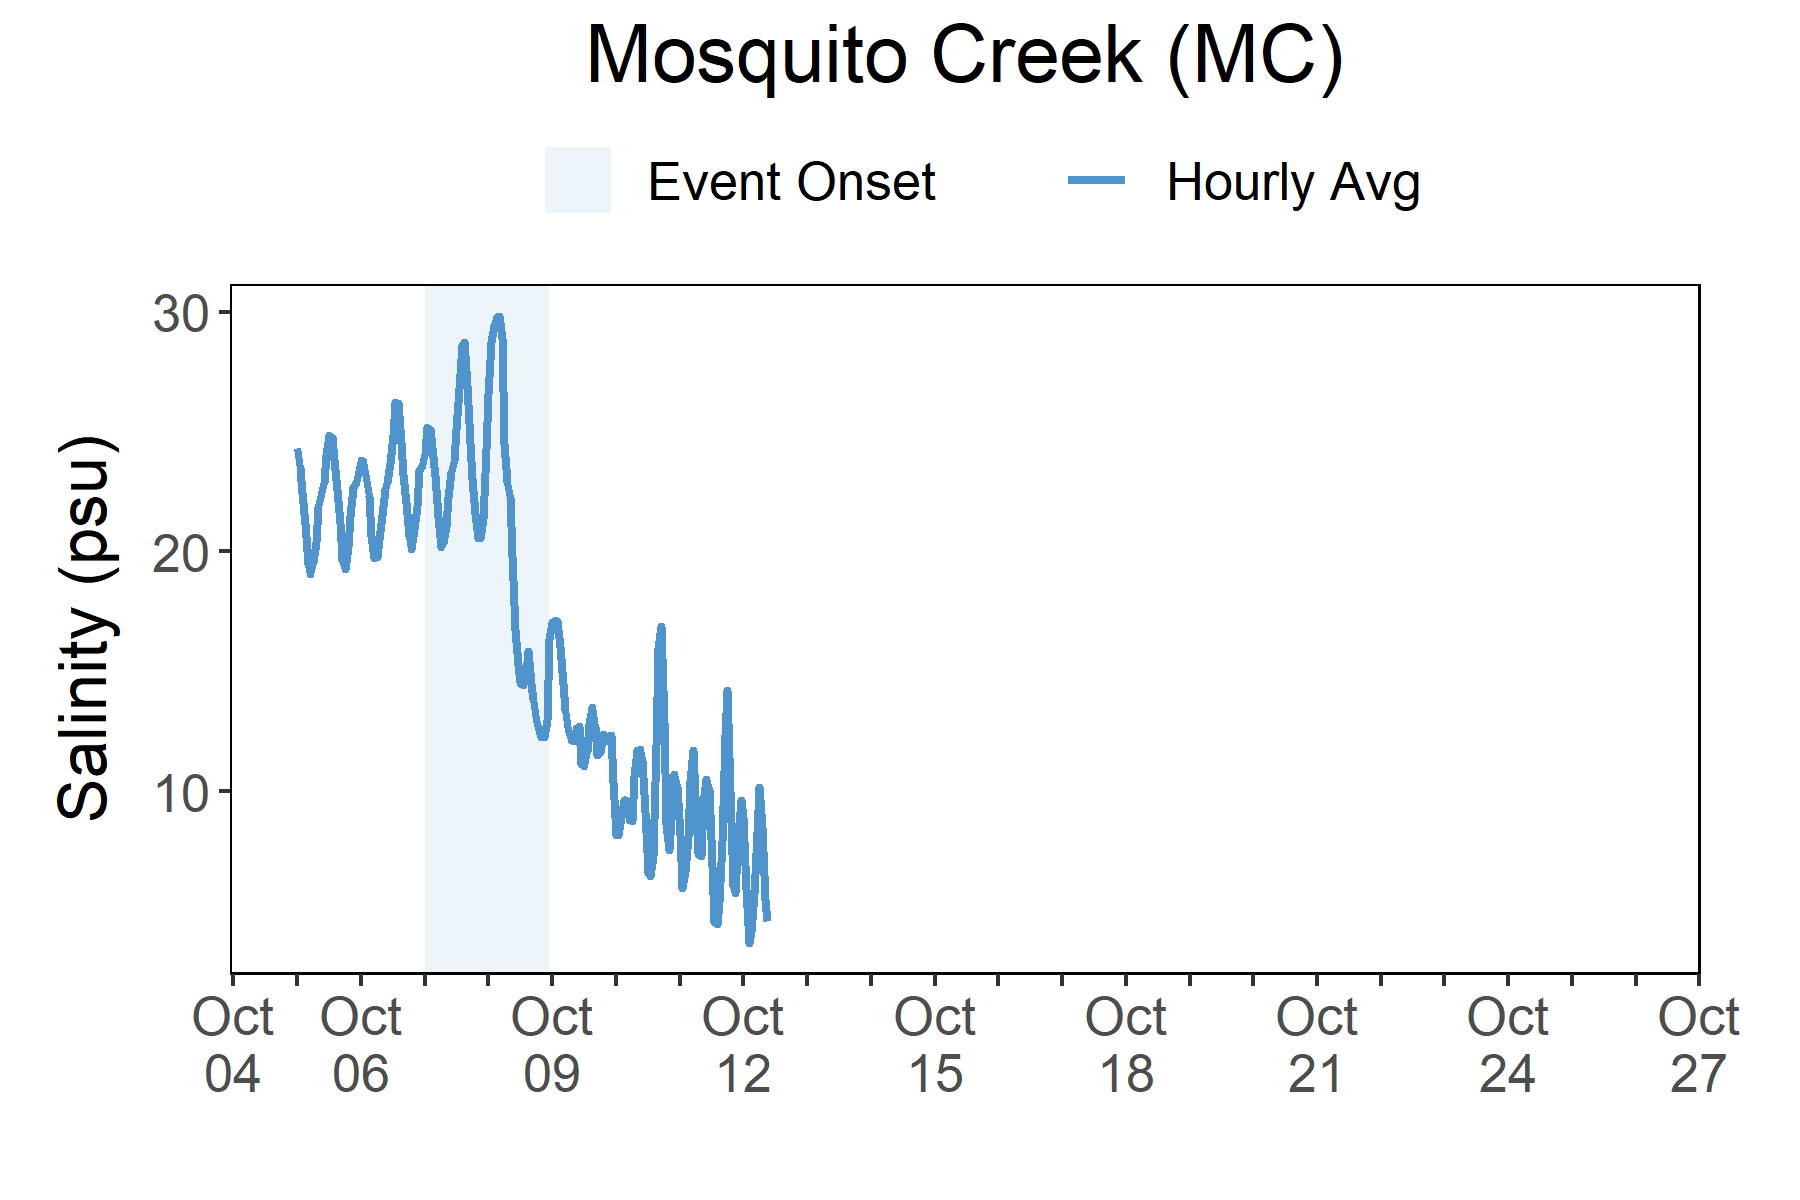 Mosquito Creek (MC)
Event Onset
Hourly Avg
Salinity (psu)
30
20
10
Oct 04
Oct 06
Oct 09
Oct 12
Oct 15
Oct 18
Oct 21
Oct 24
Oct 27